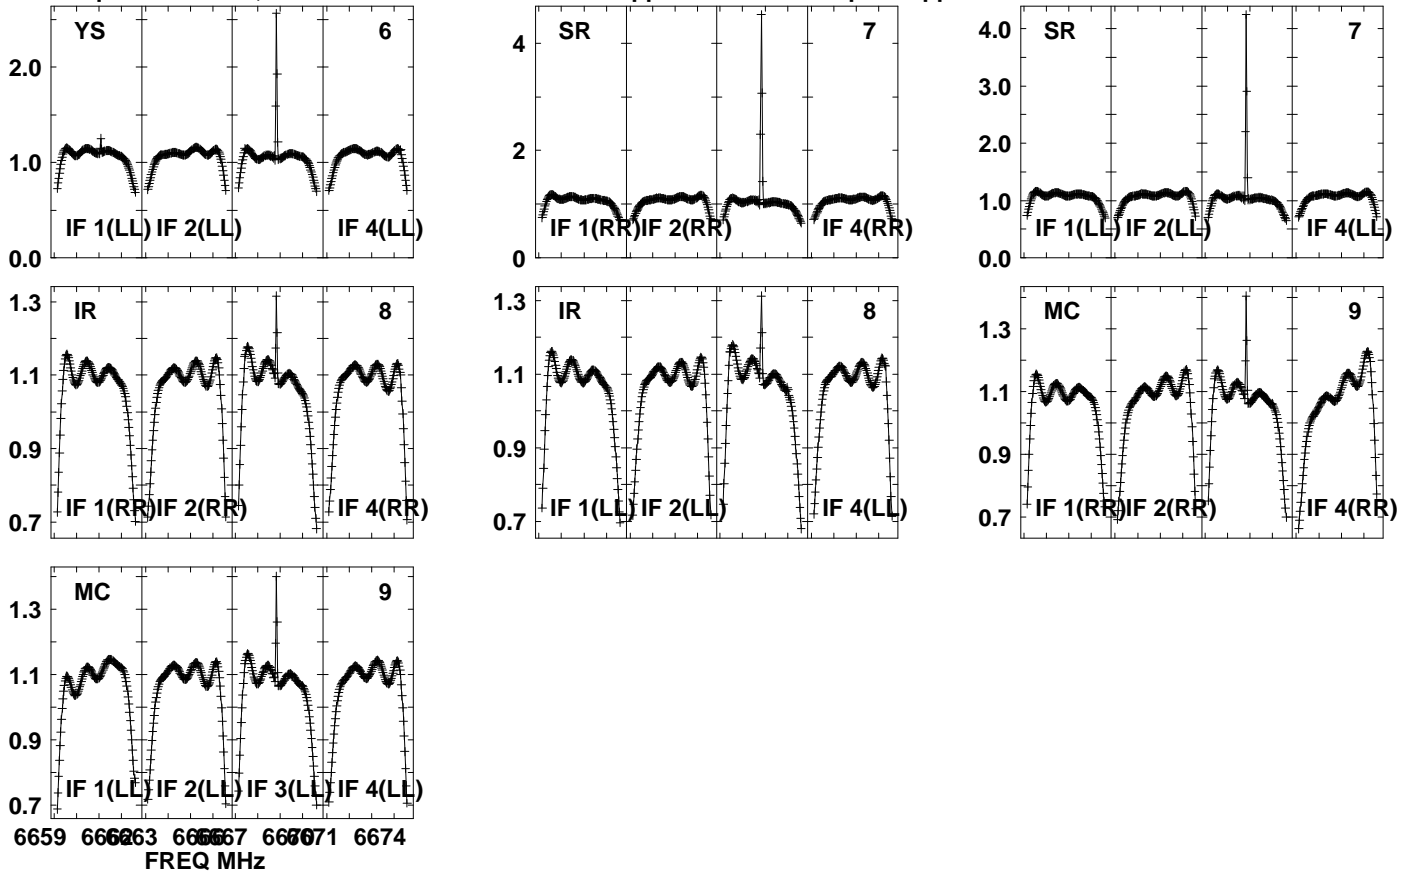 YS 6 SR 7 SR 7
2.0 1.0 0.0
4 2 0
4.0 3.0 2.0 1.0 0.0
IF 1(LL) IF 2(LL) IF 4(LL)
IF 1(RR) IF 2(RR) IF 4(RR)
IF 1(LL) IF 2(LL) IF 4(LL)
IR 8 IR 8 MC 9
1.3 1.1 0.9 0.7
1.3 1.1 0.9 0.7
1.3 1.1 0.9 0.7
IF 1(RR) IF 2(RR) IF 4(RR)
IF 1(LL) IF 2(LL) IF 4(LL)
IF 1(RR) IF 2(RR) IF 4(RR)
MC 9
1.3 1.1 0.9 0.7
IF 1(LL) IF 2(LL) IF 3(LL) IF 4(LL)
6659 6662 6663 6666 6667 6670 6671 6674
FREQ MHz